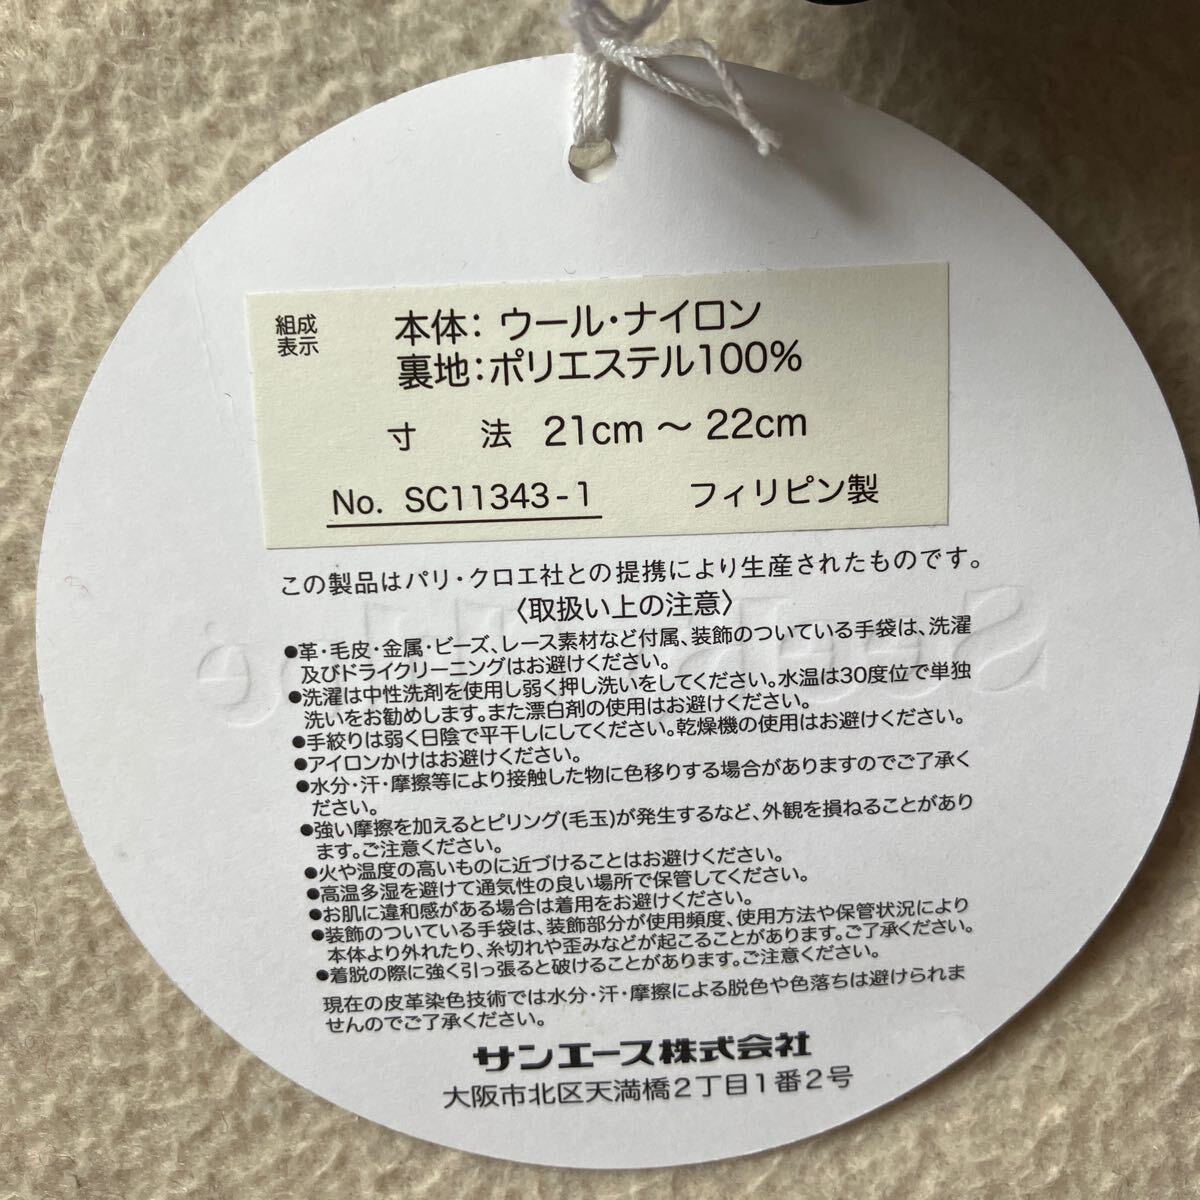 組成
表示
本体：ウール・ナイロン
裏地：ポリエステル100%
寸 法 21cm ～ 22cm
No. SC11343-1 フィリピン製
この製品はパリ・クロエ社との提携により生産されたものです。
〈取扱い上の注意〉
●革・毛皮・金属・ビーズ、レース素材など付属、装飾のついている手袋は、洗濯
及びドライクリーニングはお避けください。
●洗濯は中性洗剤を使用し弱く押し洗いをしてください。水温は30度位で単独
洗いをお勧めします。また漂白剤の使用はお避けください。
●手絞りは弱く日陰で平干しにしてください。乾燥機の使用はお避けください。
●アイロンかけはお避けください。
●水分・汗・摩擦等により接触した物に色移りする場合がありますのでご了承く
ださい。
●強い摩擦を加えるとピリング(毛玉)が発生するなど、外観を損ねることがあり
ます。ご注意ください。
●火や温度の高いものに近づけることはお避けください。
●高温多湿を避けて通気性の良い場所で保管してください。
●お肌に違和感がある場合は着用をお避けください。
●装飾のついている手袋は、装飾部分が使用頻度、使用方法や保管状況により
本体より外れたり、糸切れや歪みなどが起こることがあります。ご了承ください。
●着脱の際に強く引っ張ると破けることがあります。ご注意ください。
現在の皮革染色技術では水分・汗・摩擦による脱色や色落ちは避けられま
せんのでご了承ください。
サンエース株式会社
大阪市北区天満橋2丁目1番2号